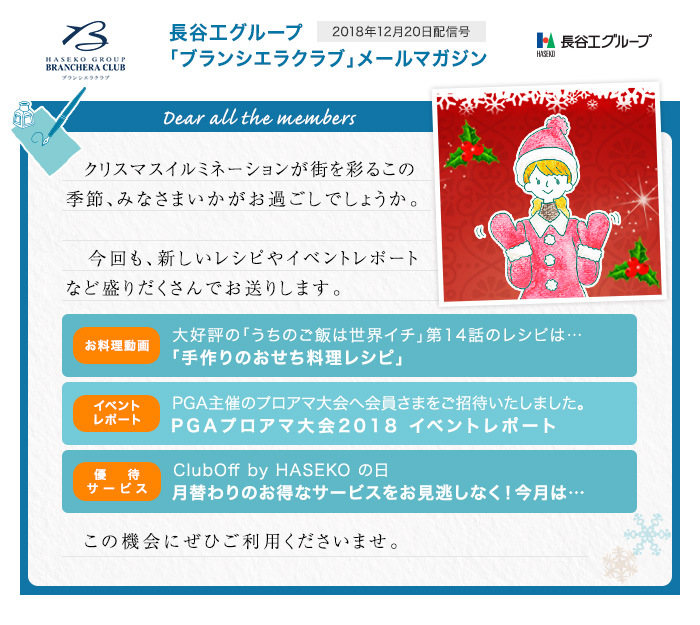 HASEKO GROUP
BRANCHERA CLUB
ブランシエラクラブ
長谷工グループ
2018年12月20日配信号
「ブランシエラクラブ」メールマガジン
HASEKO
長谷工グループ
Dear all the members
クリスマスイルミネーションが街を彩るこの
季節、みなさまいかがお過ごしでしょうか。
今回も、新しいレシピやイベントレポート
など盛りだくさんでお送りします。
お料理動画
大好評の「うちのご飯は世界イチ」第14話のレシピは…
「手作りのおせち料理レシピ」
イベント
レポート
PGA主催のプロアマ大会へ会員さまをご招待いたしました。
PGAプロアマ大会2018 イベントレポート
優 待
サービス
ClubOff by HASEKO の日
月替わりのお得なサービスをお見逃しなく！今月は…
この機会にぜひご利用くださいませ。